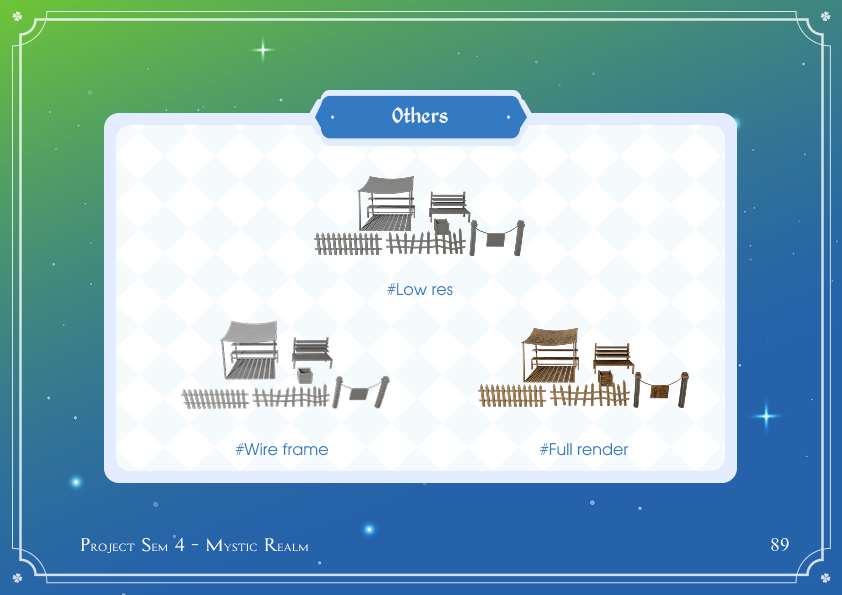 Others
#Low res
#Wire frame
#Full render
Project Sem 4 - Mystic Realm
89